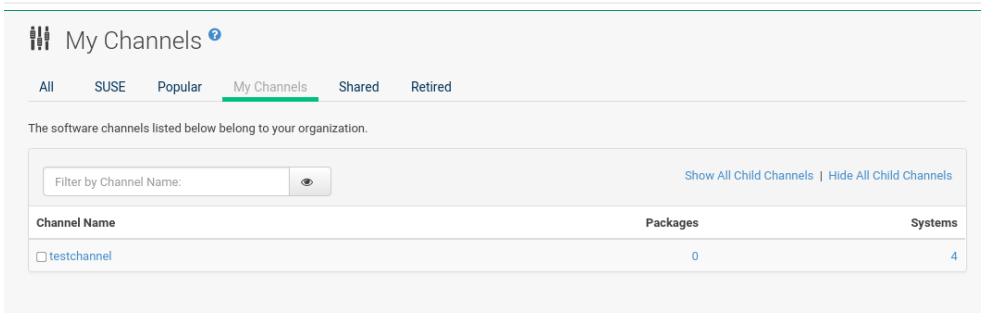 My Channels ?
All SUSE Popular My Channels Shared Retired
The software channels listed below belong to your organization.
Filter by Channel Name:
Show All Child Channels | Hide All Child Channels
Channel Name Packages Systems
testchannel 0 4